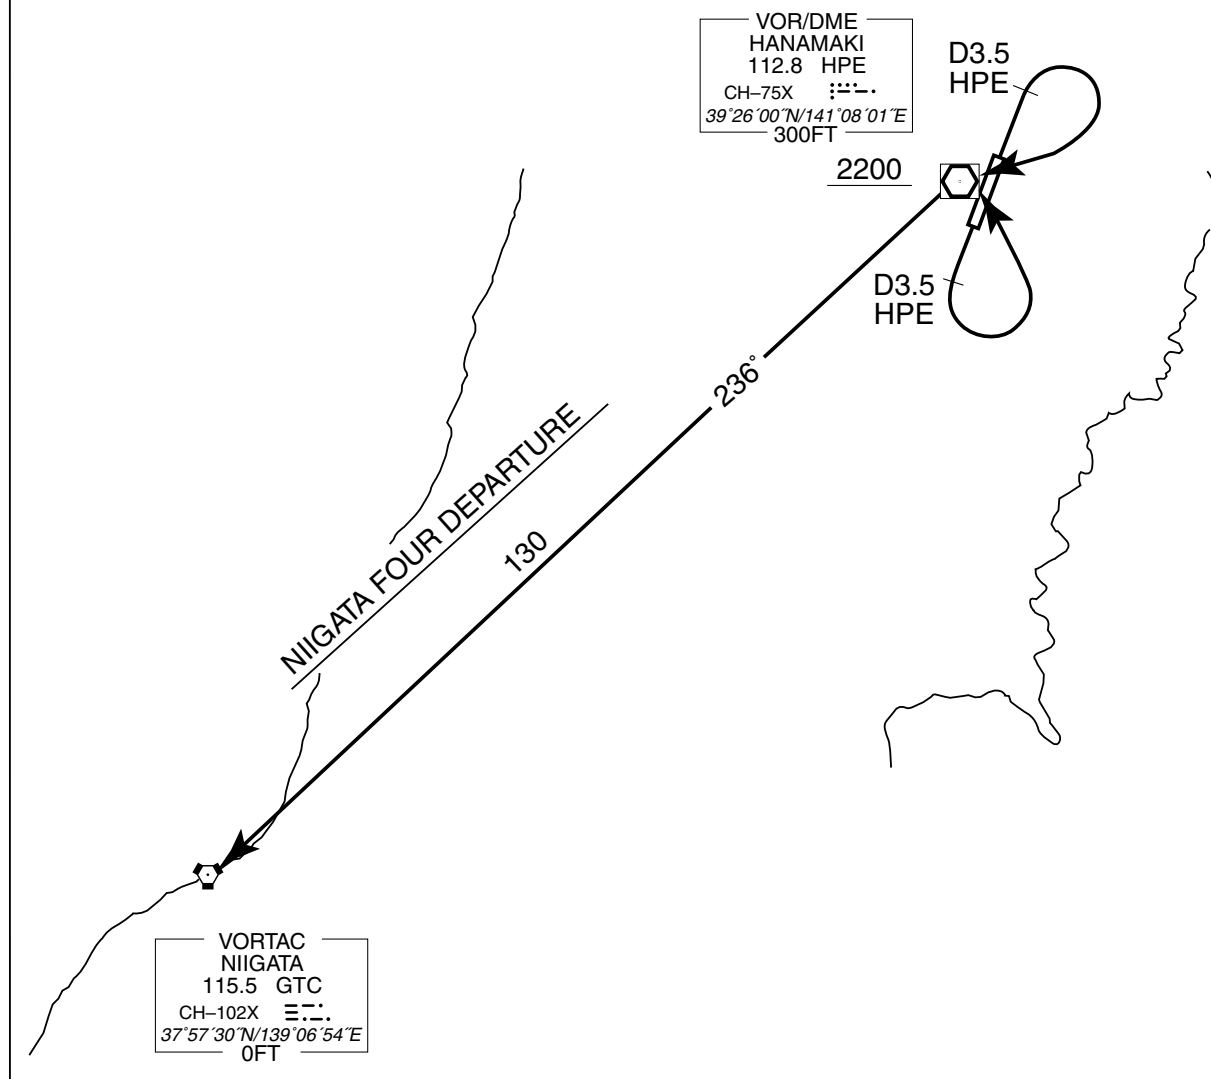 VOR/DME
HANAMAKI
112.8 HPE
CH–75X
39°26´00˝N/141°08´01˝E
300FT
D3.5
HPE
2200
D3.5
HPE
236°
NIIGATA FOUR DEPARTURE
130
VORTAC
NIIGATA
115.5 GTC
CH–102X
37°57´30˝N/139°06´54˝E
0FT